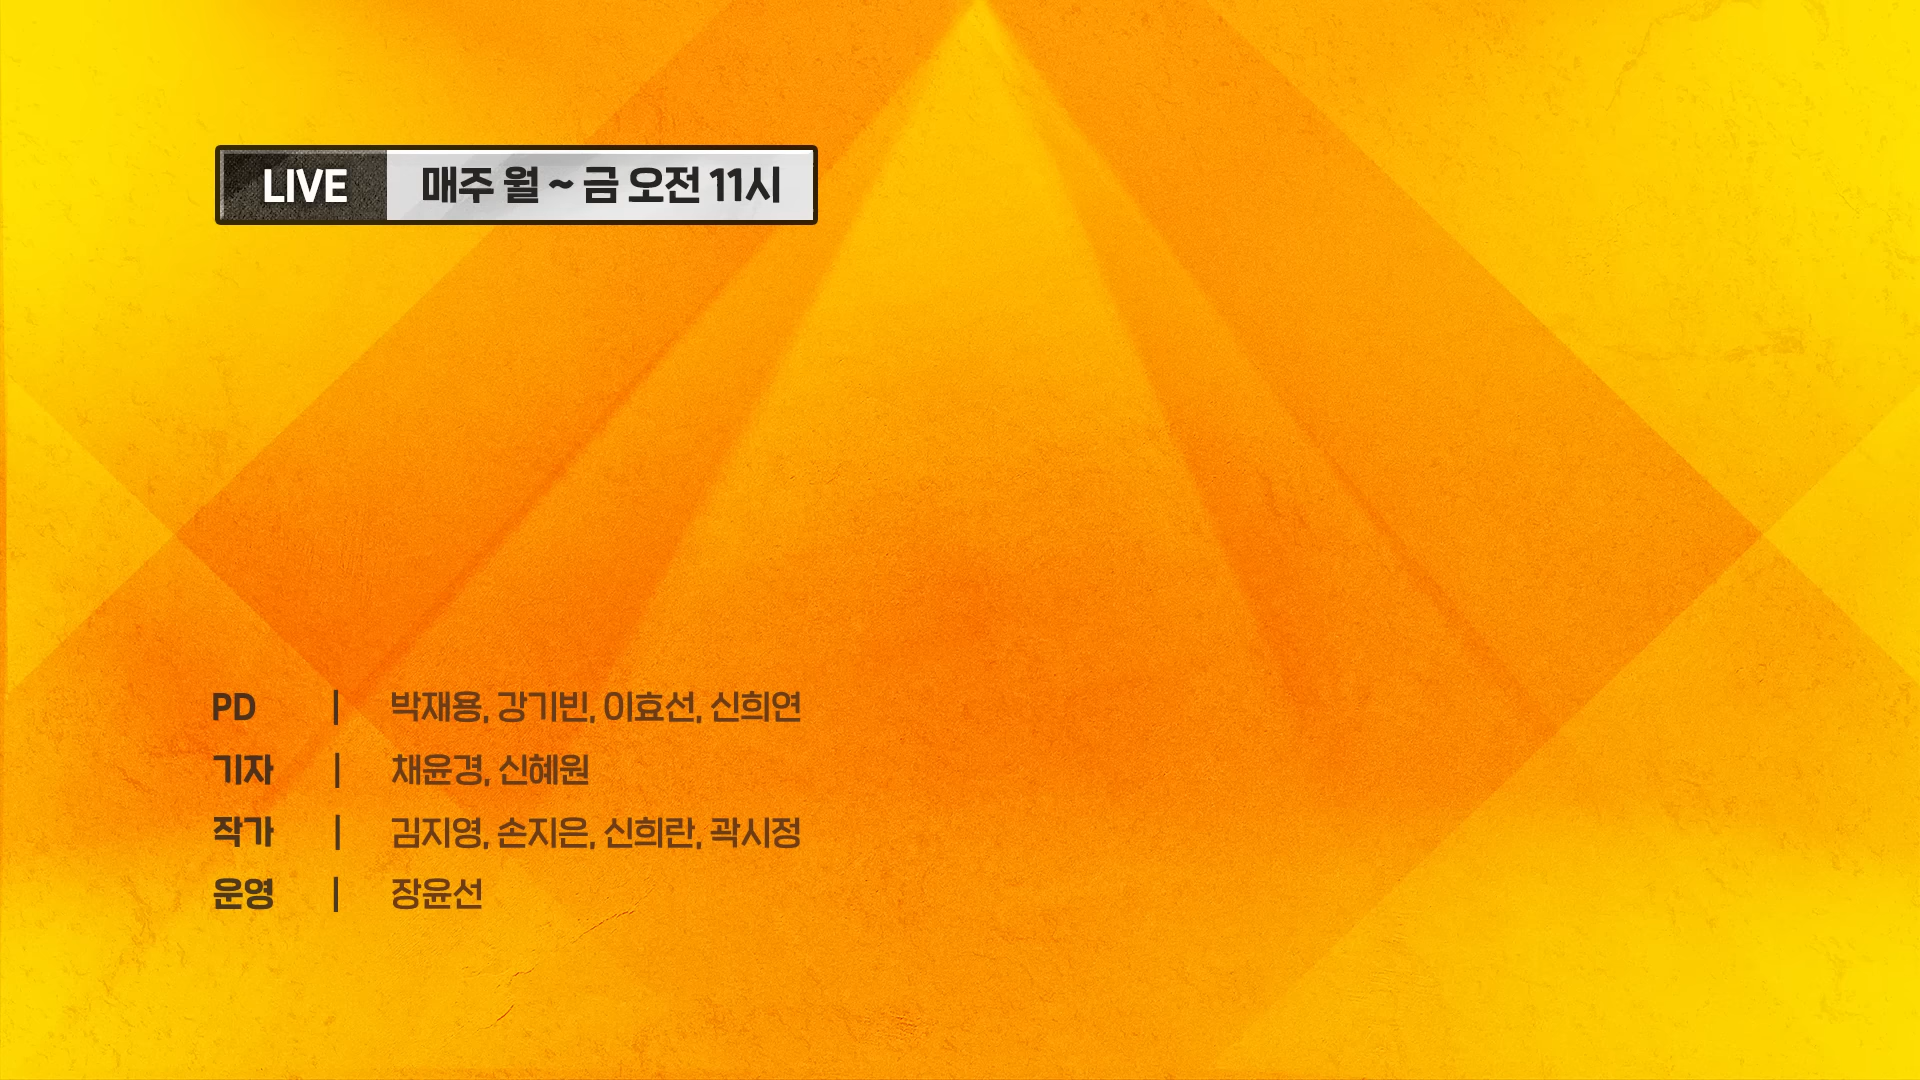 LIVE 매주 월 ~ 금 오전 11시
PD | 박재용, 강기빈, 이효선, 신희연
기자 | 채윤경, 신혜원
작가 | 김지영, 손지은, 신희란, 곽시정
운영 | 장윤선